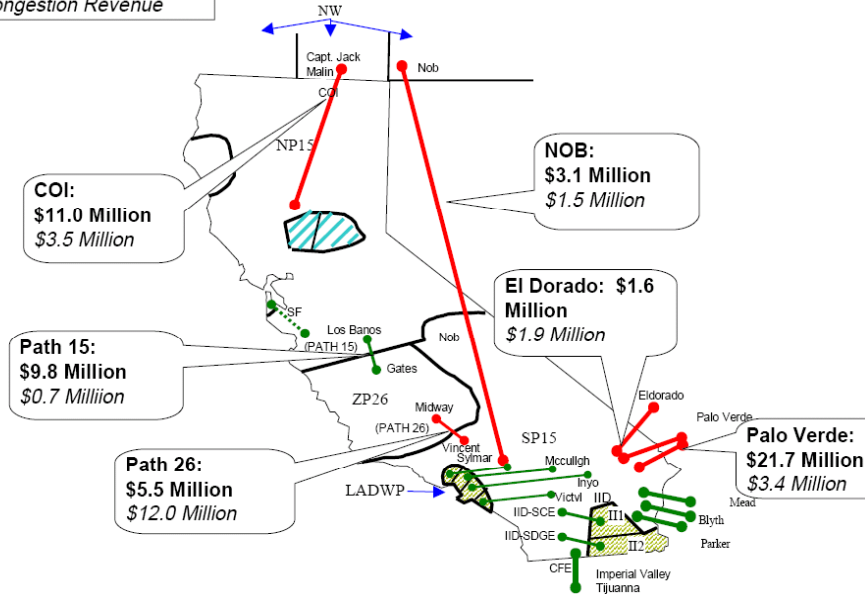 Congestion Revenue
NW
Capt. Jack
Malin
Nob
COI
NP15
NOB:
$3.1 Million
$1.5 Million
COI:
$11.0 Million
$3.5 Million
El Dorado: $1.6
Million
$1.9 Million
SF
Los Banos
(PATH 15)
Nob
Path 15:
$9.8 Million
$0.7 Milliion
Gates
ZP26
Midway
(PATH 26)
Vincent
Sylmar
SP15
Eldorado
Palo Verde
Palo Verde:
$21.7 Million
$3.4 Million
Path 26:
$5.5 Million
$12.0 Million
LADWP
Mccullgh
Inyo
Victvl
IID
IID-SCE
II1
IID-SDGE
II2
Mead
Blyth
Parker
CFE
Imperial Valley
Tijuanna